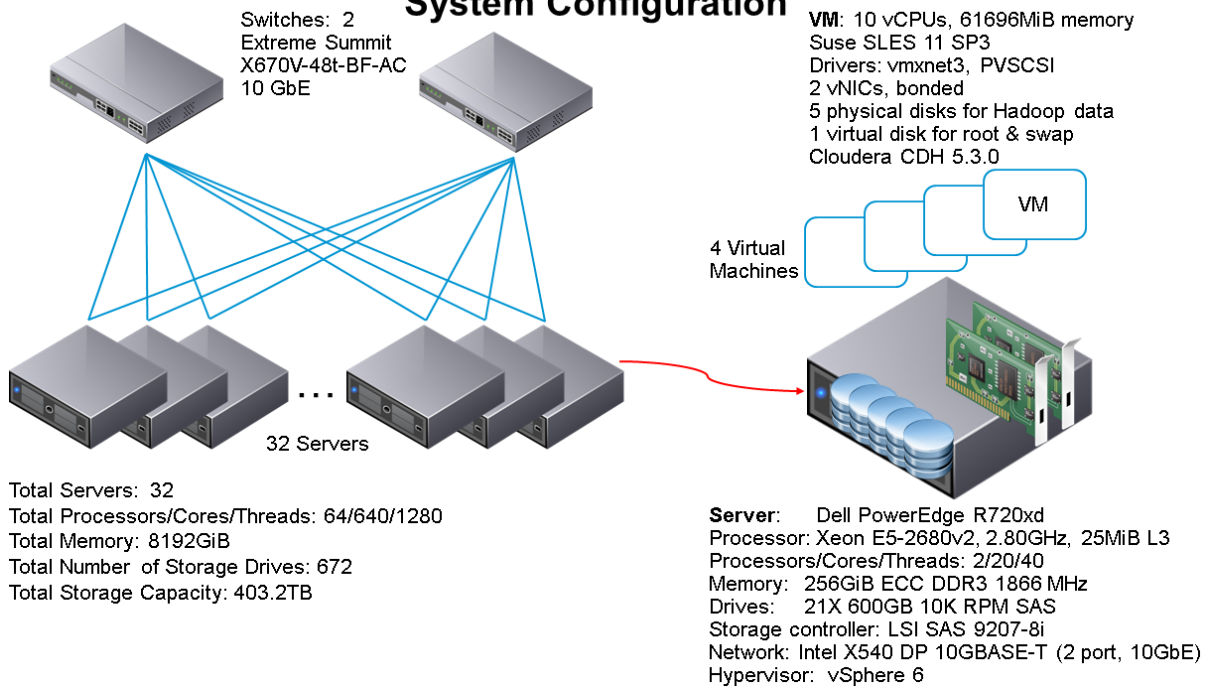 System Configuration
Switches: 2
Extreme Summit
X670V-48t-BF-AC
10 GbE
VM: 10 vCPUs, 61696MiB memory
Suse SLES 11 SP3
Drivers: vmxnet3, PVSCSI
2 vNICs, bonded
5 physical disks for Hadoop data
1 virtual disk for root & swap
Cloudera CDH 5.3.0
VM
4 Virtual
Machines
...
32 Servers
Total Servers: 32
Total Processors/Cores/Threads: 64/640/1280
Total Memory: 8192GiB
Total Number of Storage Drives: 672
Total Storage Capacity: 403.2TB
Server: Dell PowerEdge R720xd
Processor: Xeon E5-2680v2, 2.80GHz, 25MiB L3
Processors/Cores/Threads: 2/20/40
Memory: 256GiB ECC DDR3 1866 MHz
Drives: 21X 600GB 10K RPM SAS
Storage controller: LSI SAS 9207-8i
Network: Intel X540 DP 10GBASE-T (2 port, 10GbE)
Hypervisor: vSphere 6